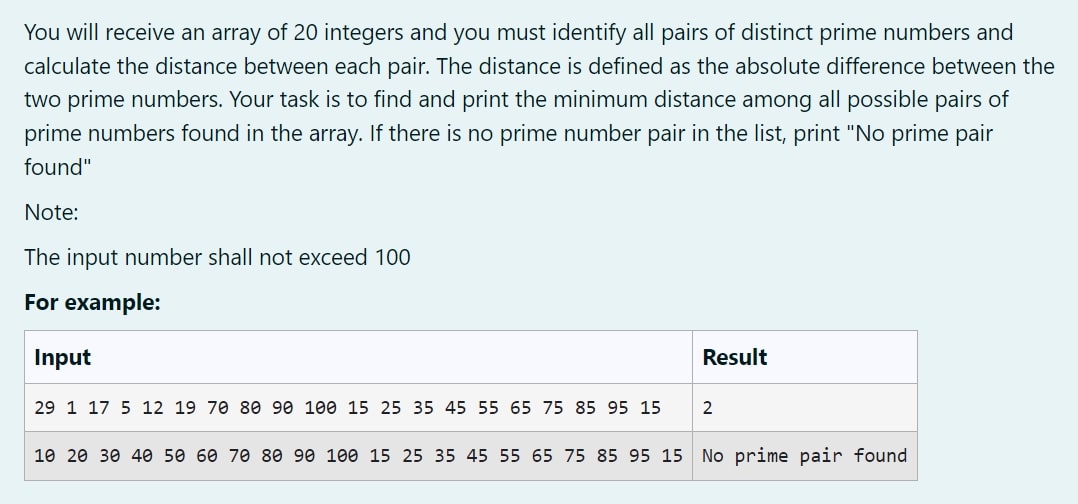 You will receive an array of 20 integers and you must identify all pairs of distinct prime numbers and
calculate the distance between each pair. The distance is defined as the absolute difference between the
two prime numbers. Your task is to find and print the minimum distance among all possible pairs of
prime numbers found in the array. If there is no prime number pair in the list, print "No prime pair
found"
Note:
The input number shall not exceed 100
For example:
Input Result
29 1 17 5 12 19 70 80 90 100 15 25 35 45 55 65 75 85 95 15 2
10 20 30 40 50 60 70 80 90 100 15 25 35 45 55 65 75 85 95 15 No prime pair found